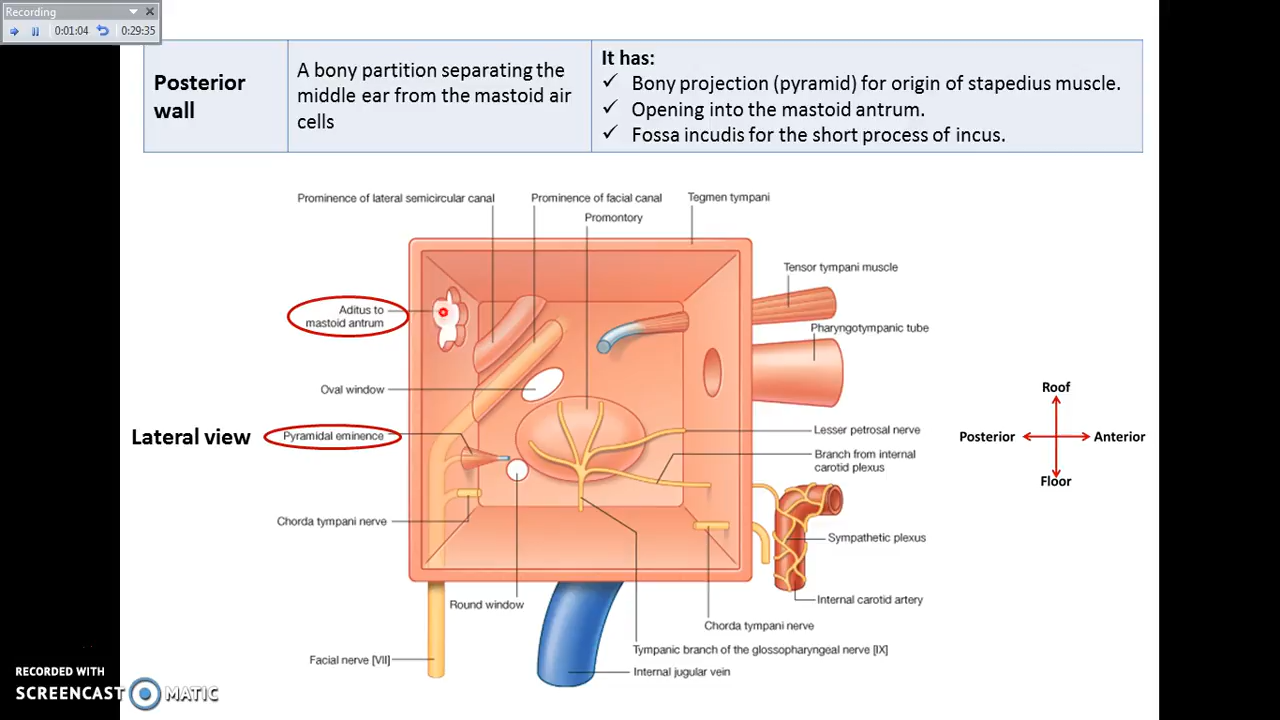 Recording
0:01:04
0:29:35
Posterior
wall
A bony partition separating the
middle ear from the mastoid air
cells
It has:
✓ Bony projection (pyramid) for origin of stapedius muscle.
✓ Opening into the mastoid antrum.
✓ Fossa incudis for the short process of incus.
Prominence of lateral semicircular canal
Prominence of facial canal
Tegmen tympani
Promontory
Tensor tympani muscle
Aditus to
mastoid antrum
Pharyngotympanic tube
Oval window
Roof
Lateral view
Pyramidal eminence
Posterior
Anterior
Lesser petrosal nerve
Branch from internal
carotid plexus
Floor
Chorda tympani nerve
Sympathetic plexus
Round window
Internal carotid artery
Chorda tympani nerve
Tympanic branch of the glossopharyngeal nerve [IX]
Facial nerve [VII]
Internal jugular vein
RECORDED WITH
SCREENCAST MATIC